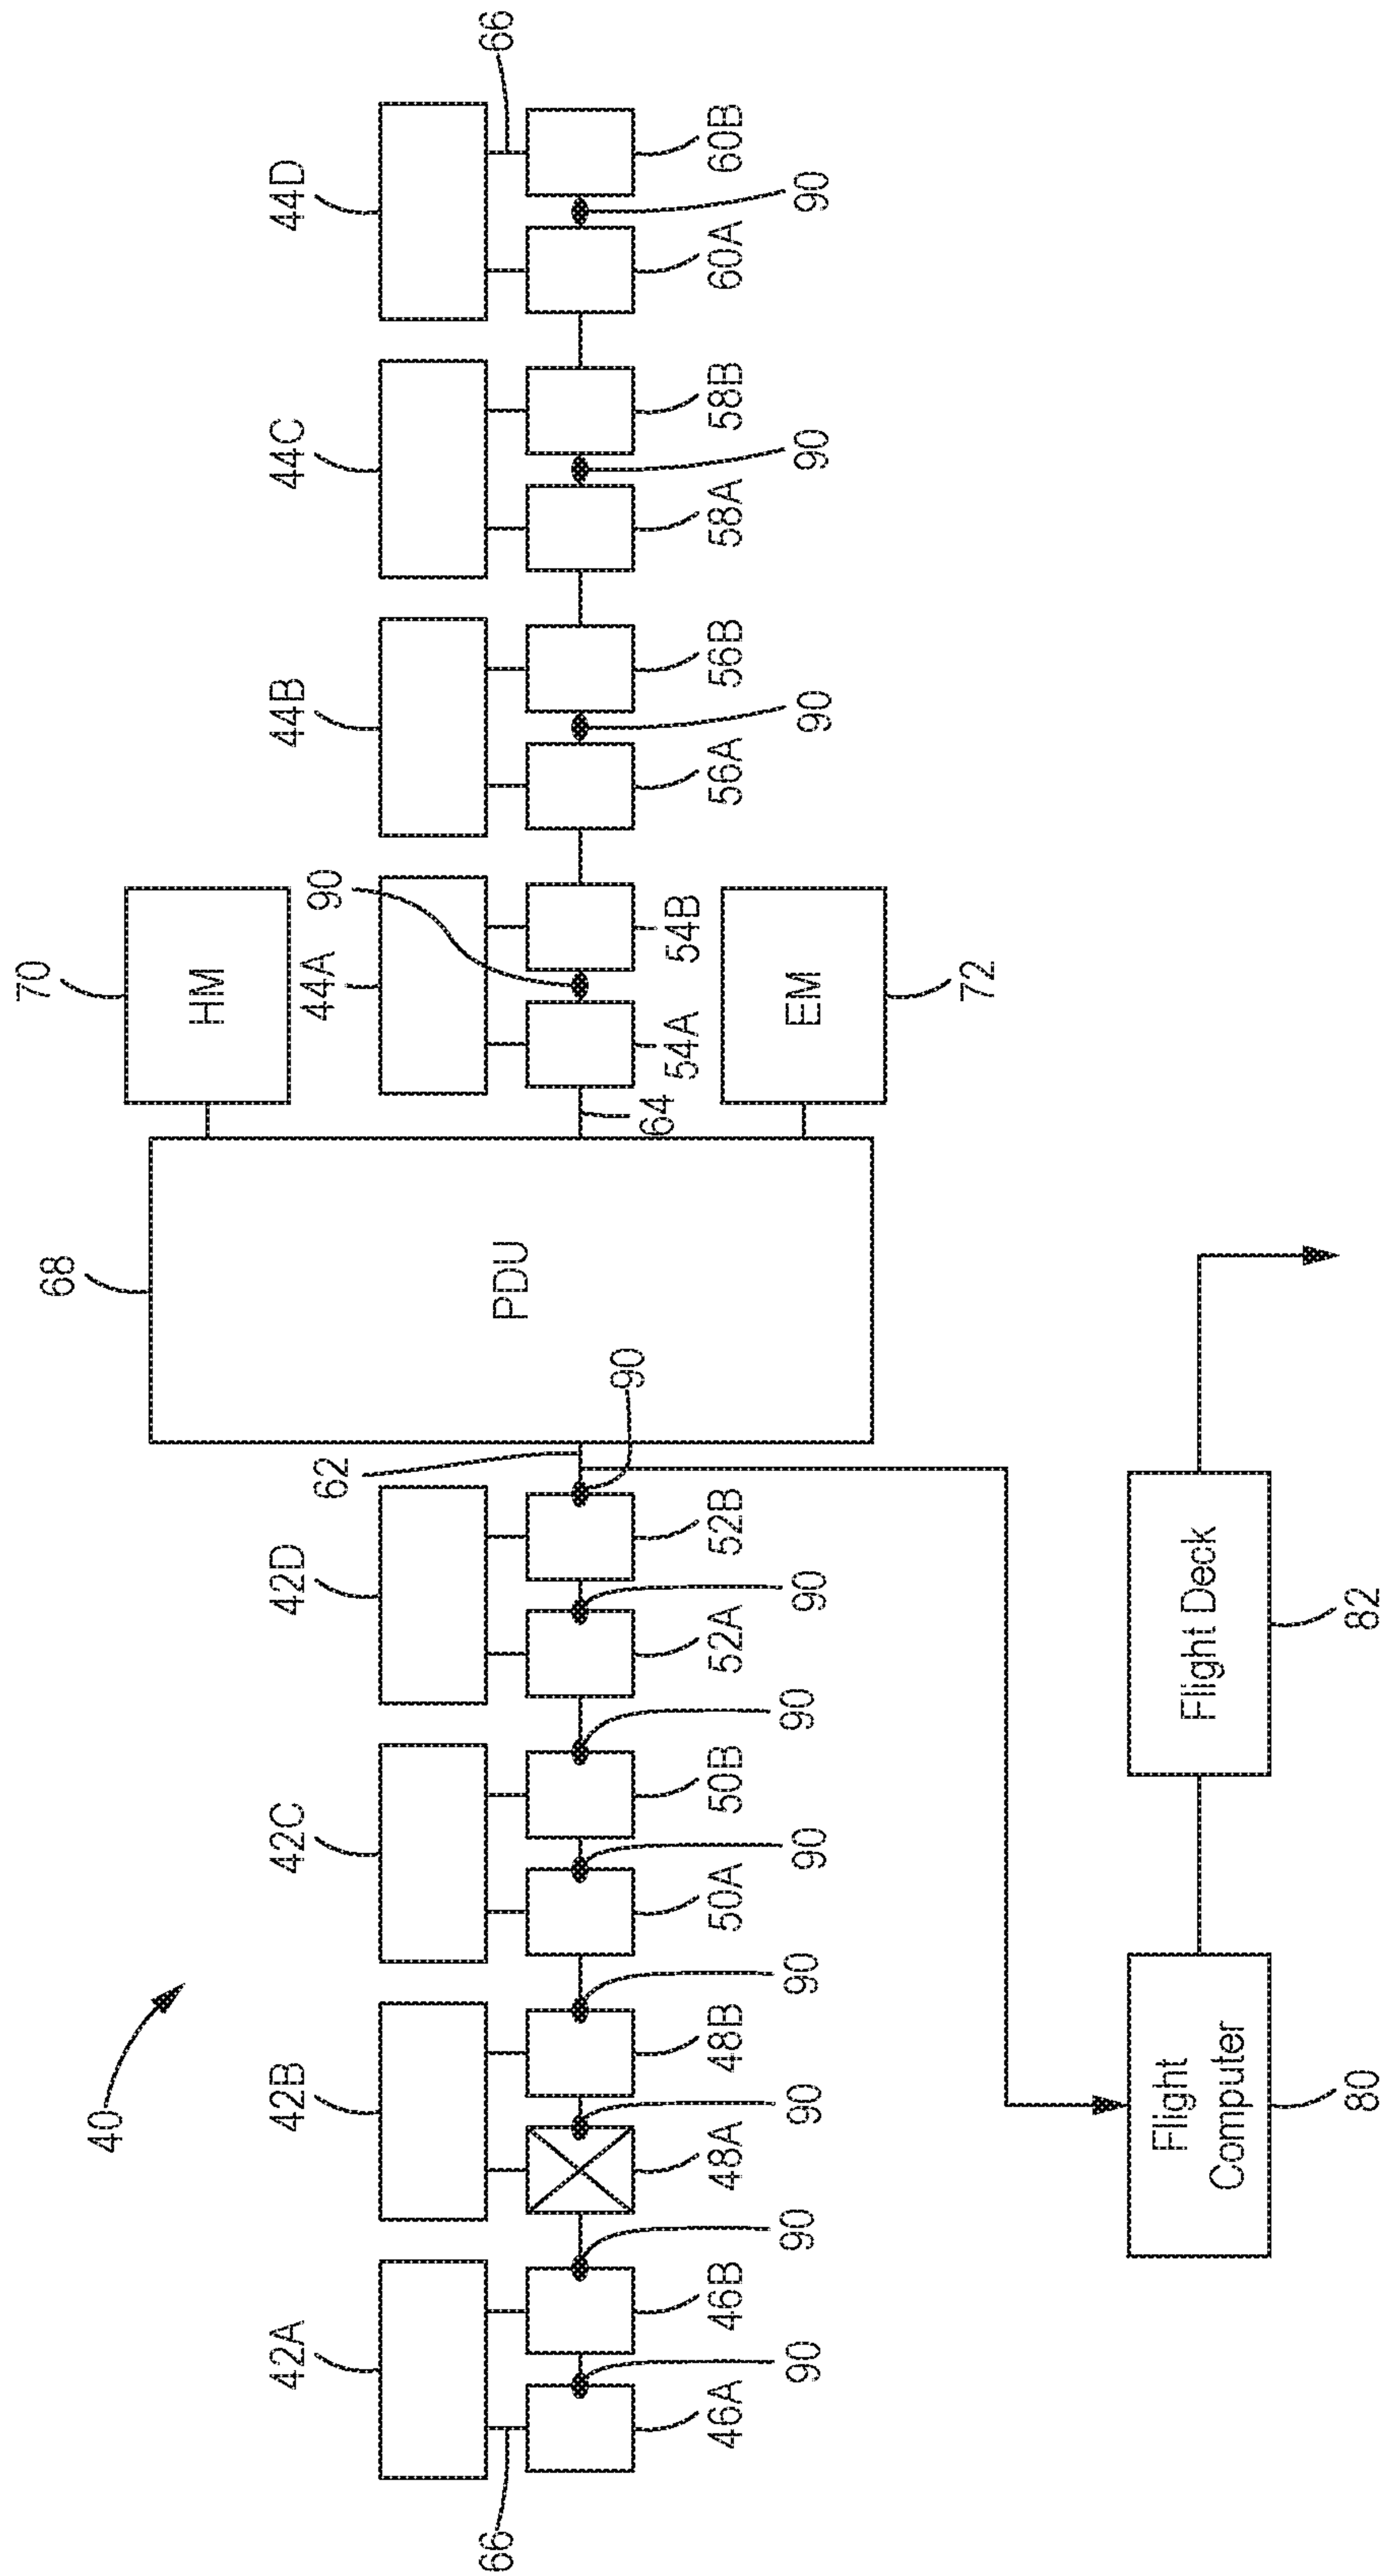 40
70
68
HM
42A
42B
42C
42D
62
44A
90
44B
44C
44D
66
66
PDU
90
64
46A
46B
48A
48B
50A
50B
52A
52B
54A
54B
56A
56B
58A
58B
60A
60B
90
90
90
90
90
90
90
90
90
90
EM
72
Flight
Computer
Flight Deck
80
82